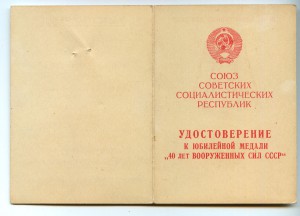 СОЮЗ
СОВЕТСКИХ
СОЦИАЛИСТИЧЕСКИХ
РЕСПУБЛИК
УДОСТОВЕРЕНИЕ
К ЮБИЛЕЙНОЙ МЕДАЛИ
„40 ЛЕТ ВООРУЖЕННЫХ СИЛ СССР"